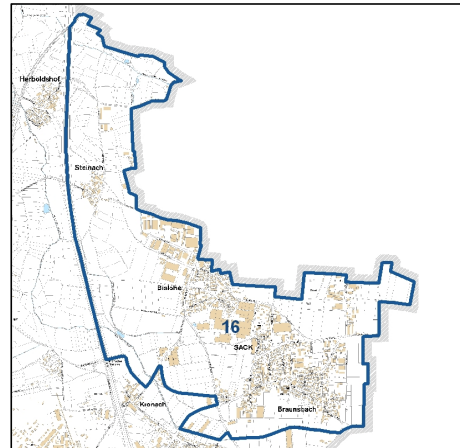 Herboldshof
Steinach
Bislohe
16
SACK
Kronach
Braunsbach